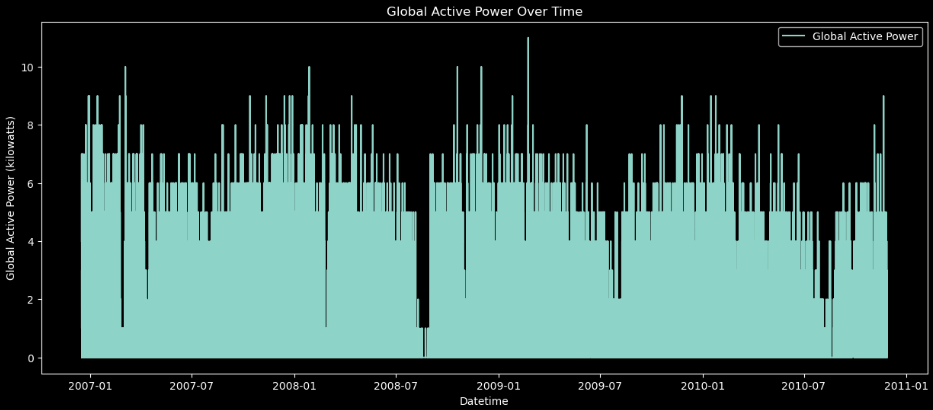 Global Active Power Over Time
Global Active Power
Global Active Power (kilowatts)
10
8
6
4
2
0
2007-01 2007-07 2008-01 2008-07 2009-01 2009-07 2010-01 2010-07 2011-01
Datetime